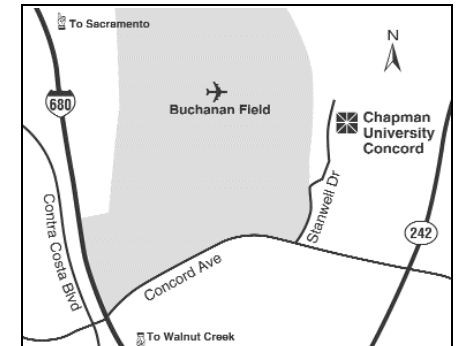 To Sacramento
N
680
Buchanan Field
Chapman
University
Concord
Stanwell Dr
Contra Costa Blvd
242
Concord Ave
To Walnut Creek